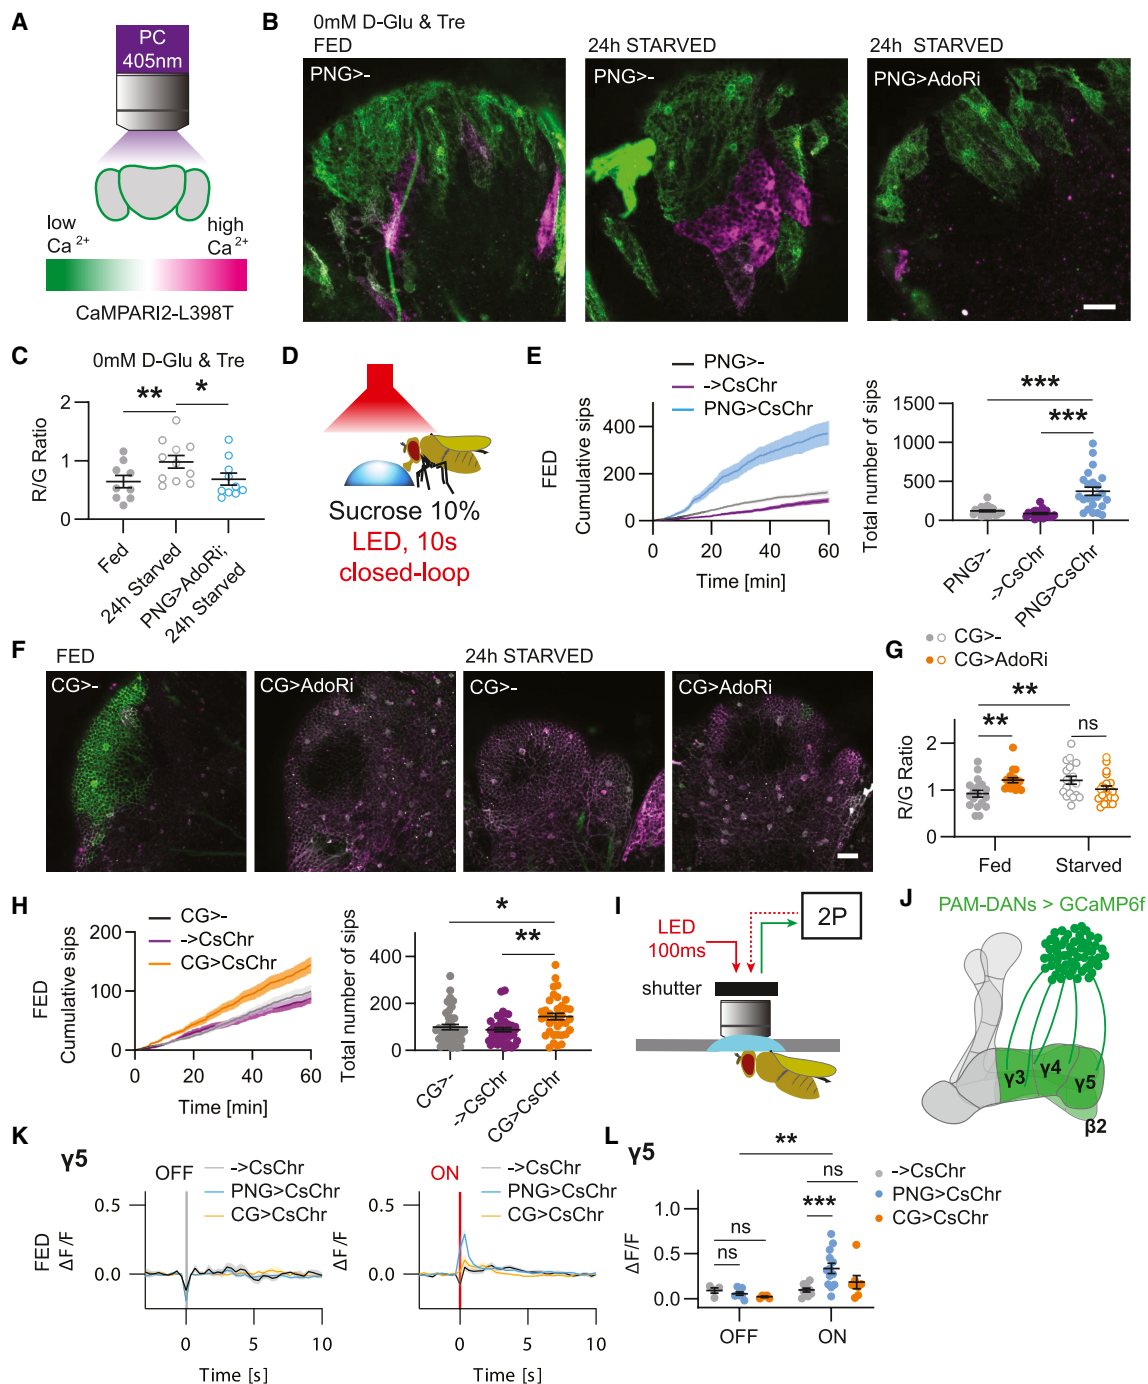 A
PC
405nm
low
Ca 2+
high
Ca 2+
CaMPARI2-L398T
B
0mM D-Glu & Tre
FED
24h STARVED
24h STARVED
PNG>-
PNG>-
PNG>AdoRi
C
0mM D-Glu & Tre
**
*
R/G Ratio
2
1
0
Fed
24h Starved
PNG>AdoRi;
24h Starved
D
Sucrose 10%
LED, 10s
closed-loop
E
PNG>-
->CsChr
PNG>CsChr
FED
Cumulative sips
400
200
0
0
20
40
60
Time [min]
***
***
Total number of sips
1500
1000
500
0
PNG>-
->CsChr
PNG>CsChr
F
FED
24h STARVED
CG>-
CG>AdoRi
CG>-
CG>AdoRi
G
CG>-
CG>AdoRi
**
**
ns
R/G Ratio
2
1
0
Fed
Starved
H
CG>-
->CsChr
CG>CsChr
FED
Cumulative sips
200
100
0
0
20
40
60
Time [min]
*
**
Total number of sips
400
200
0
CG>-
->CsChr
CG>CsChr
I
LED
100ms
2P
shutter
J
PAM-DANs > GCaMP6f
γ3
γ4
γ5
β2
K
γ5
OFF
->CsChr
PNG>CsChr
CG>CsChr
FED
ΔF/F
0.5
0.0
0
5
10
Time [s]
ON
->CsChr
PNG>CsChr
CG>CsChr
ΔF/F
0.5
0.0
0
5
10
Time [s]
L
γ5
**
ns
***
ns
ns
->CsChr
PNG>CsChr
CG>CsChr
ΔF/F
1.0
0.5
0.0
OFF
ON